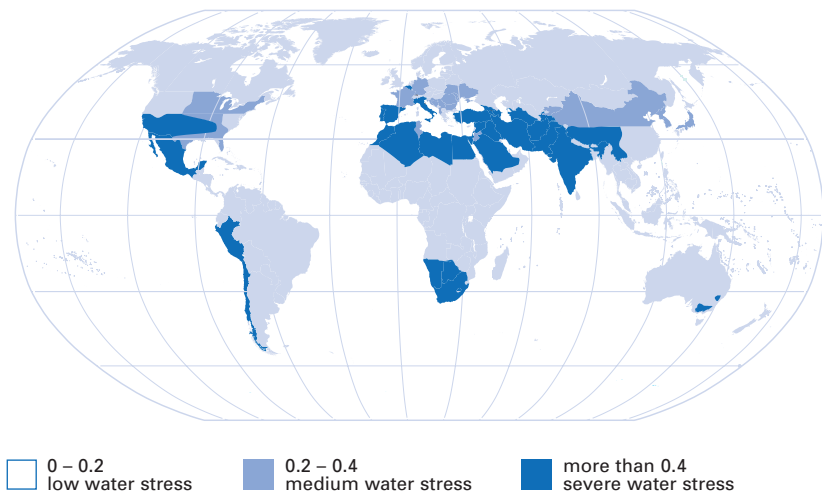 0 – 0.2
low water stress
0.2 – 0.4
medium water stress
more than 0.4
severe water stress